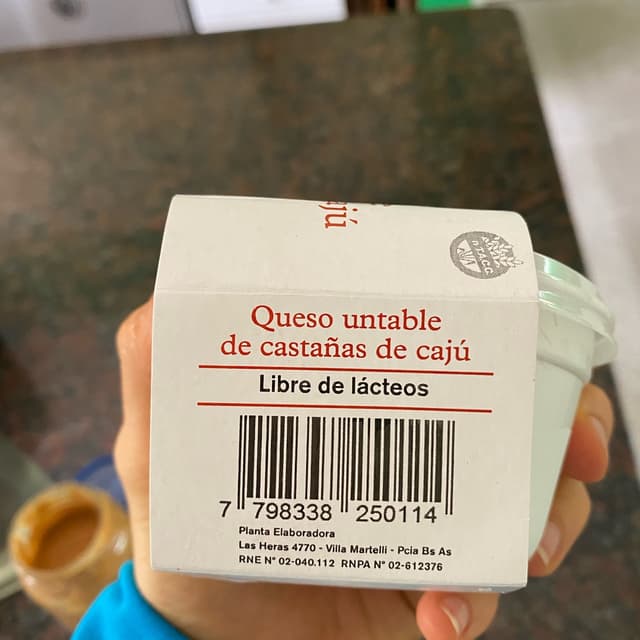 ajú
Queso untable
de castañas de cajú
Libre de lácteos
7 798338 250114
Planta Elaboradora
Las Heras 4770 - Villa Martelli - Pcia Bs As
RNE N° 02-040.112 RNPA N° 02-612376